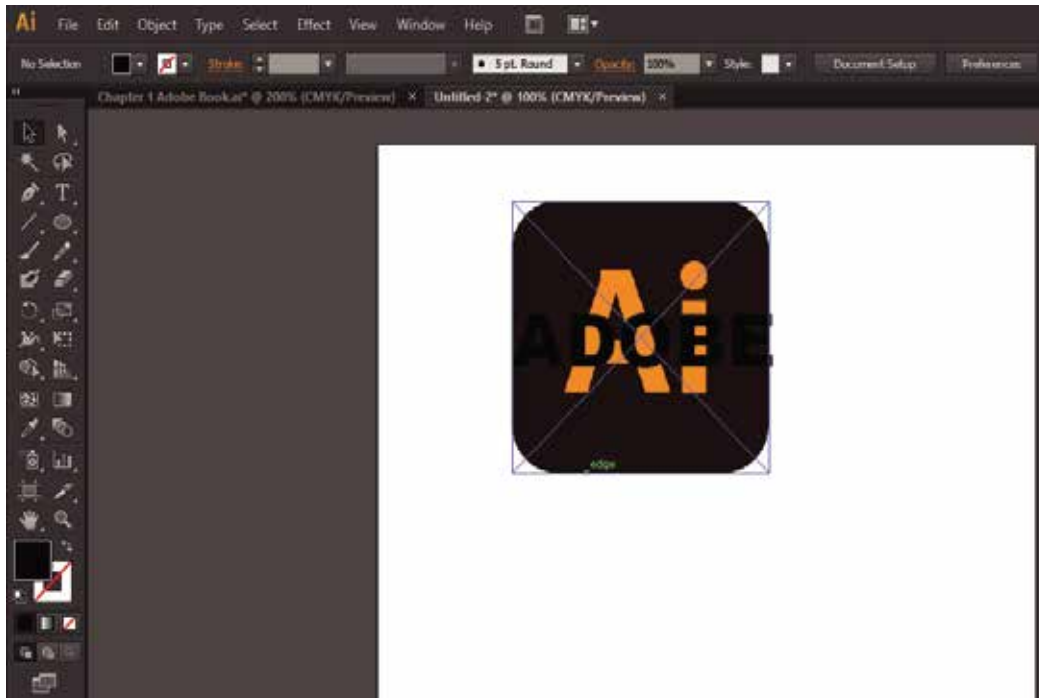 Ai File Edit Object Type Select Effect View Window Help
No Selection Stroke: 5 pt. Round Opacity: 100% Style: Document Setup Preferences
Chapter 1 Adobe Book.ai* @ 200% (CMYK/Preview) × Untitled-2* @ 100% (CMYK/Preview) ×
T
Ai
ADOBE
edge